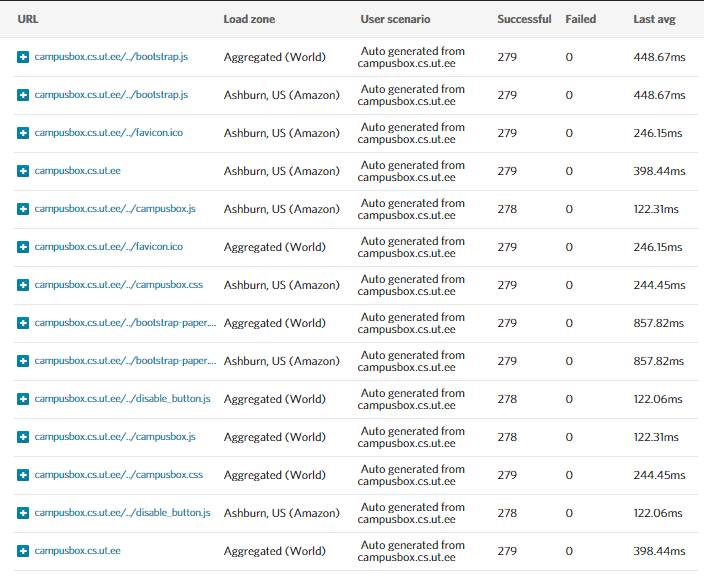 URL Load zone User scenario Successful Failed Last avg
campusbox.cs.ut.ee/../bootstrap.js Aggregated (World) Auto generated from campusbox.cs.ut.ee 279 0 448.67ms
campusbox.cs.ut.ee/../bootstrap.js Ashburn, US (Amazon) Auto generated from campusbox.cs.ut.ee 279 0 448.67ms
campusbox.cs.ut.ee/../favicon.ico Ashburn, US (Amazon) Auto generated from campusbox.cs.ut.ee 279 0 246.15ms
campusbox.cs.ut.ee Ashburn, US (Amazon) Auto generated from campusbox.cs.ut.ee 279 0 398.44ms
campusbox.cs.ut.ee/../campusbox.js Ashburn, US (Amazon) Auto generated from campusbox.cs.ut.ee 278 0 122.31ms
campusbox.cs.ut.ee/../favicon.ico Aggregated (World) Auto generated from campusbox.cs.ut.ee 279 0 246.15ms
campusbox.cs.ut.ee/../campusbox.css Ashburn, US (Amazon) Auto generated from campusbox.cs.ut.ee 279 0 244.45ms
campusbox.cs.ut.ee/../bootstrap-paper.... Aggregated (World) Auto generated from campusbox.cs.ut.ee 279 0 857.82ms
campusbox.cs.ut.ee/../bootstrap-paper.... Ashburn, US (Amazon) Auto generated from campusbox.cs.ut.ee 279 0 857.82ms
campusbox.cs.ut.ee/../disable_button.js Aggregated (World) Auto generated from campusbox.cs.ut.ee 278 0 122.06ms
campusbox.cs.ut.ee/../campusbox.js Aggregated (World) Auto generated from campusbox.cs.ut.ee 278 0 122.31ms
campusbox.cs.ut.ee/../campusbox.css Aggregated (World) Auto generated from campusbox.cs.ut.ee 279 0 244.45ms
campusbox.cs.ut.ee/../disable_button.js Ashburn, US (Amazon) Auto generated from campusbox.cs.ut.ee 278 0 122.06ms
campusbox.cs.ut.ee Aggregated (World) Auto generated from campusbox.cs.ut.ee 279 0 398.44ms